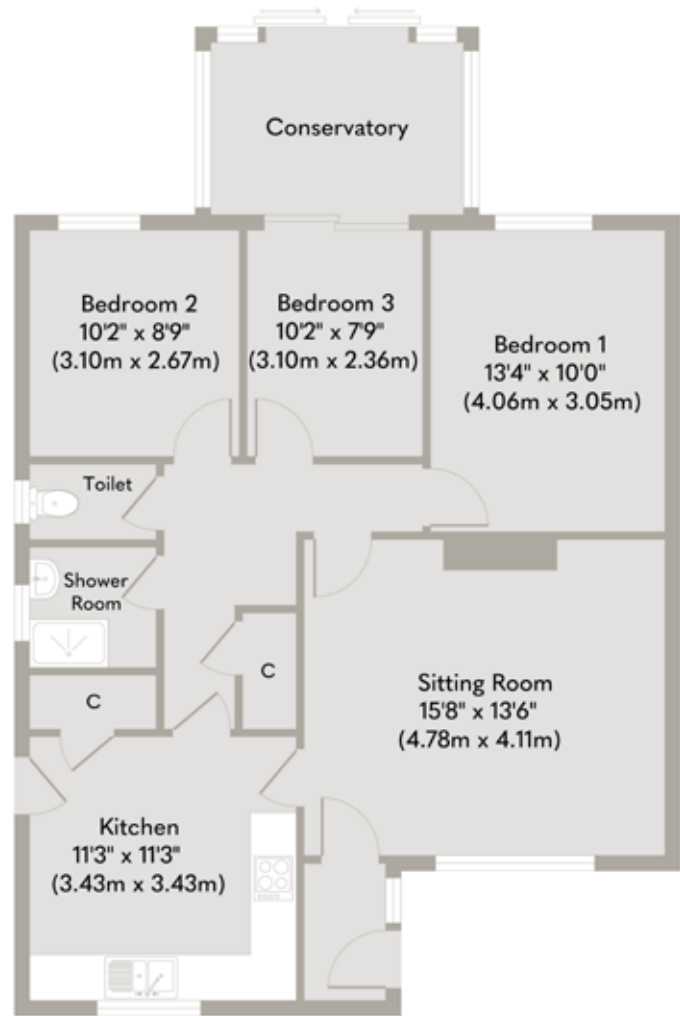 Conservatory
Bedroom 2
10'2" x 8'9"
(3.10m x 2.67m)
Bedroom 3
10'2" x 7'9"
(3.10m x 2.36m)
Bedroom 1
13'4" x 10'0"
(4.06m x 3.05m)
Toilet
Shower
Room
C
C
Sitting Room
15'8" x 13'6"
(4.78m x 4.11m)
Kitchen
11'3" x 11'3"
(3.43m x 3.43m)